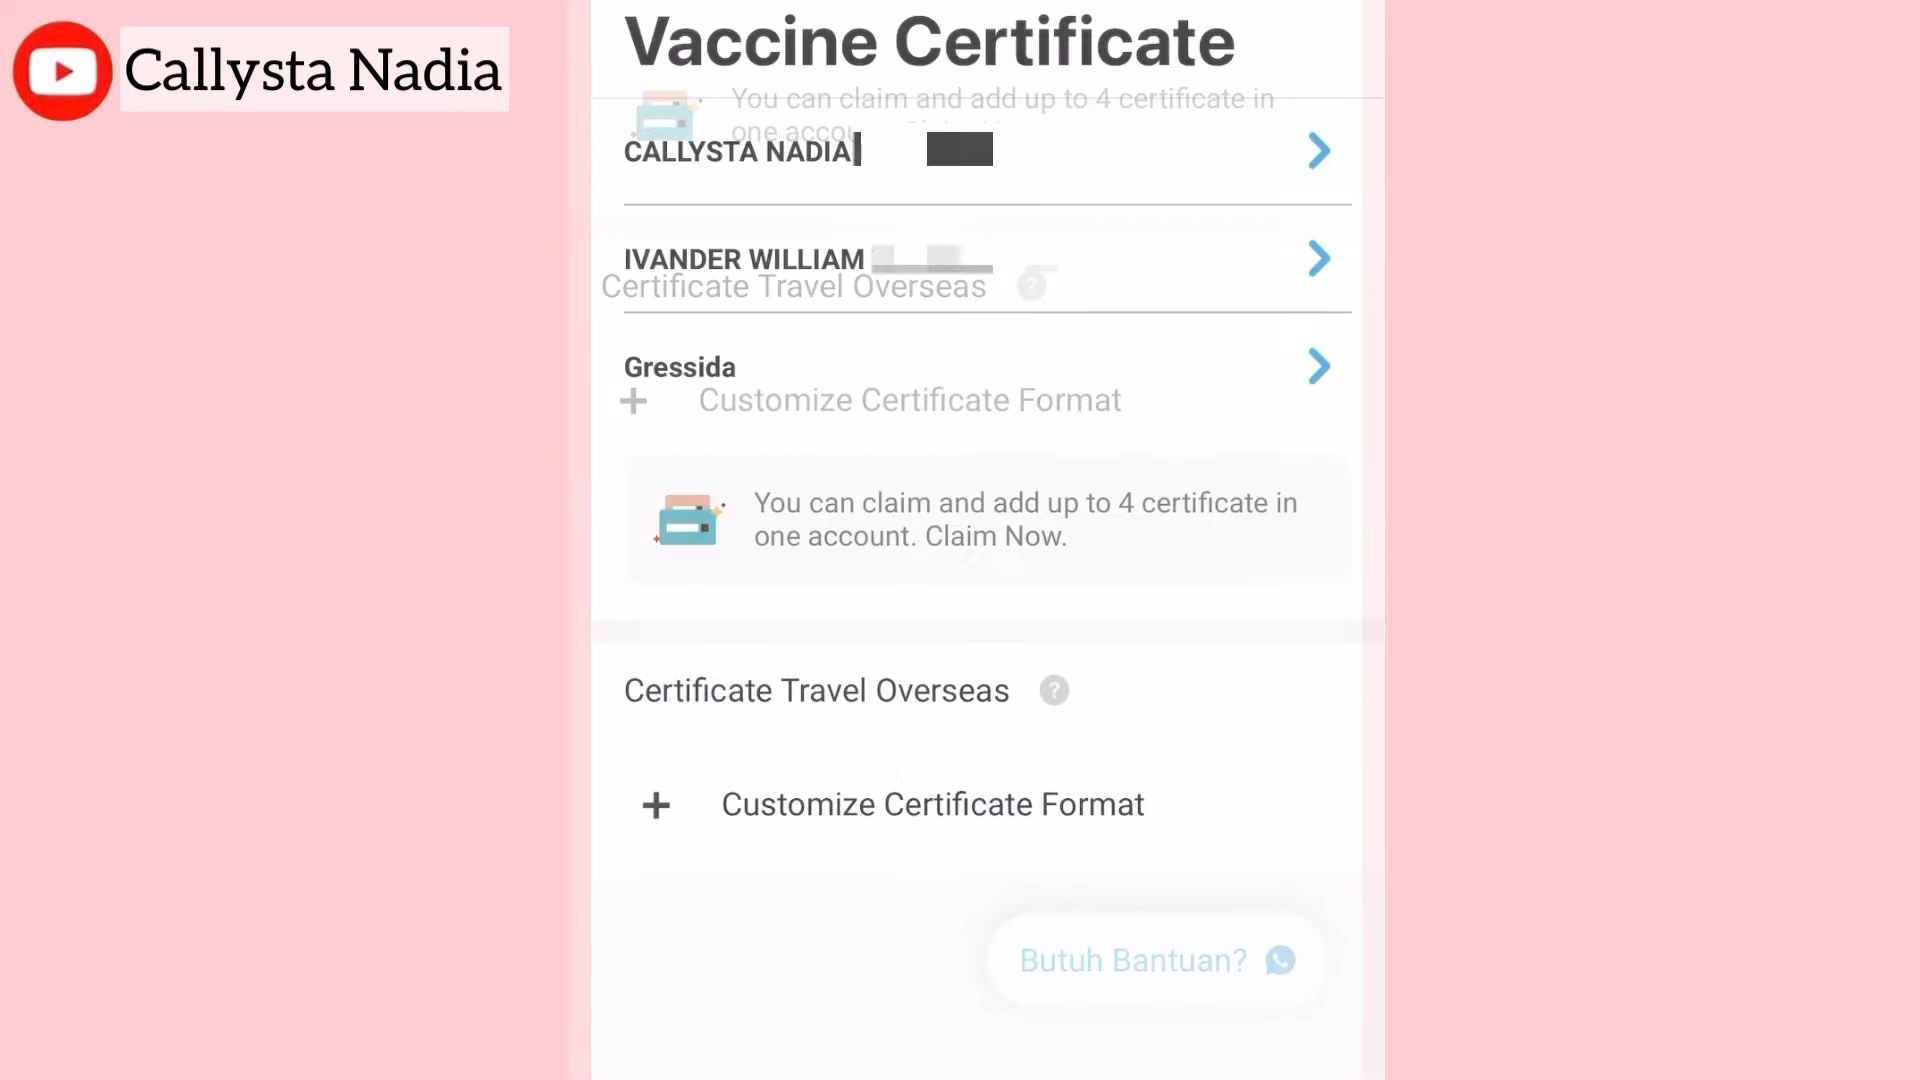 Callysta Nadia
Vaccine Certificate
You can claim and add up to 4 certificate in
one accou
CALLYSTA NADIA
IVANDER WILLIAM
Certificate Travel Overseas ?
Gressida
+ Customize Certificate Format
You can claim and add up to 4 certificate in
one account. Claim Now.
Certificate Travel Overseas ?
+ Customize Certificate Format
Butuh Bantuan?